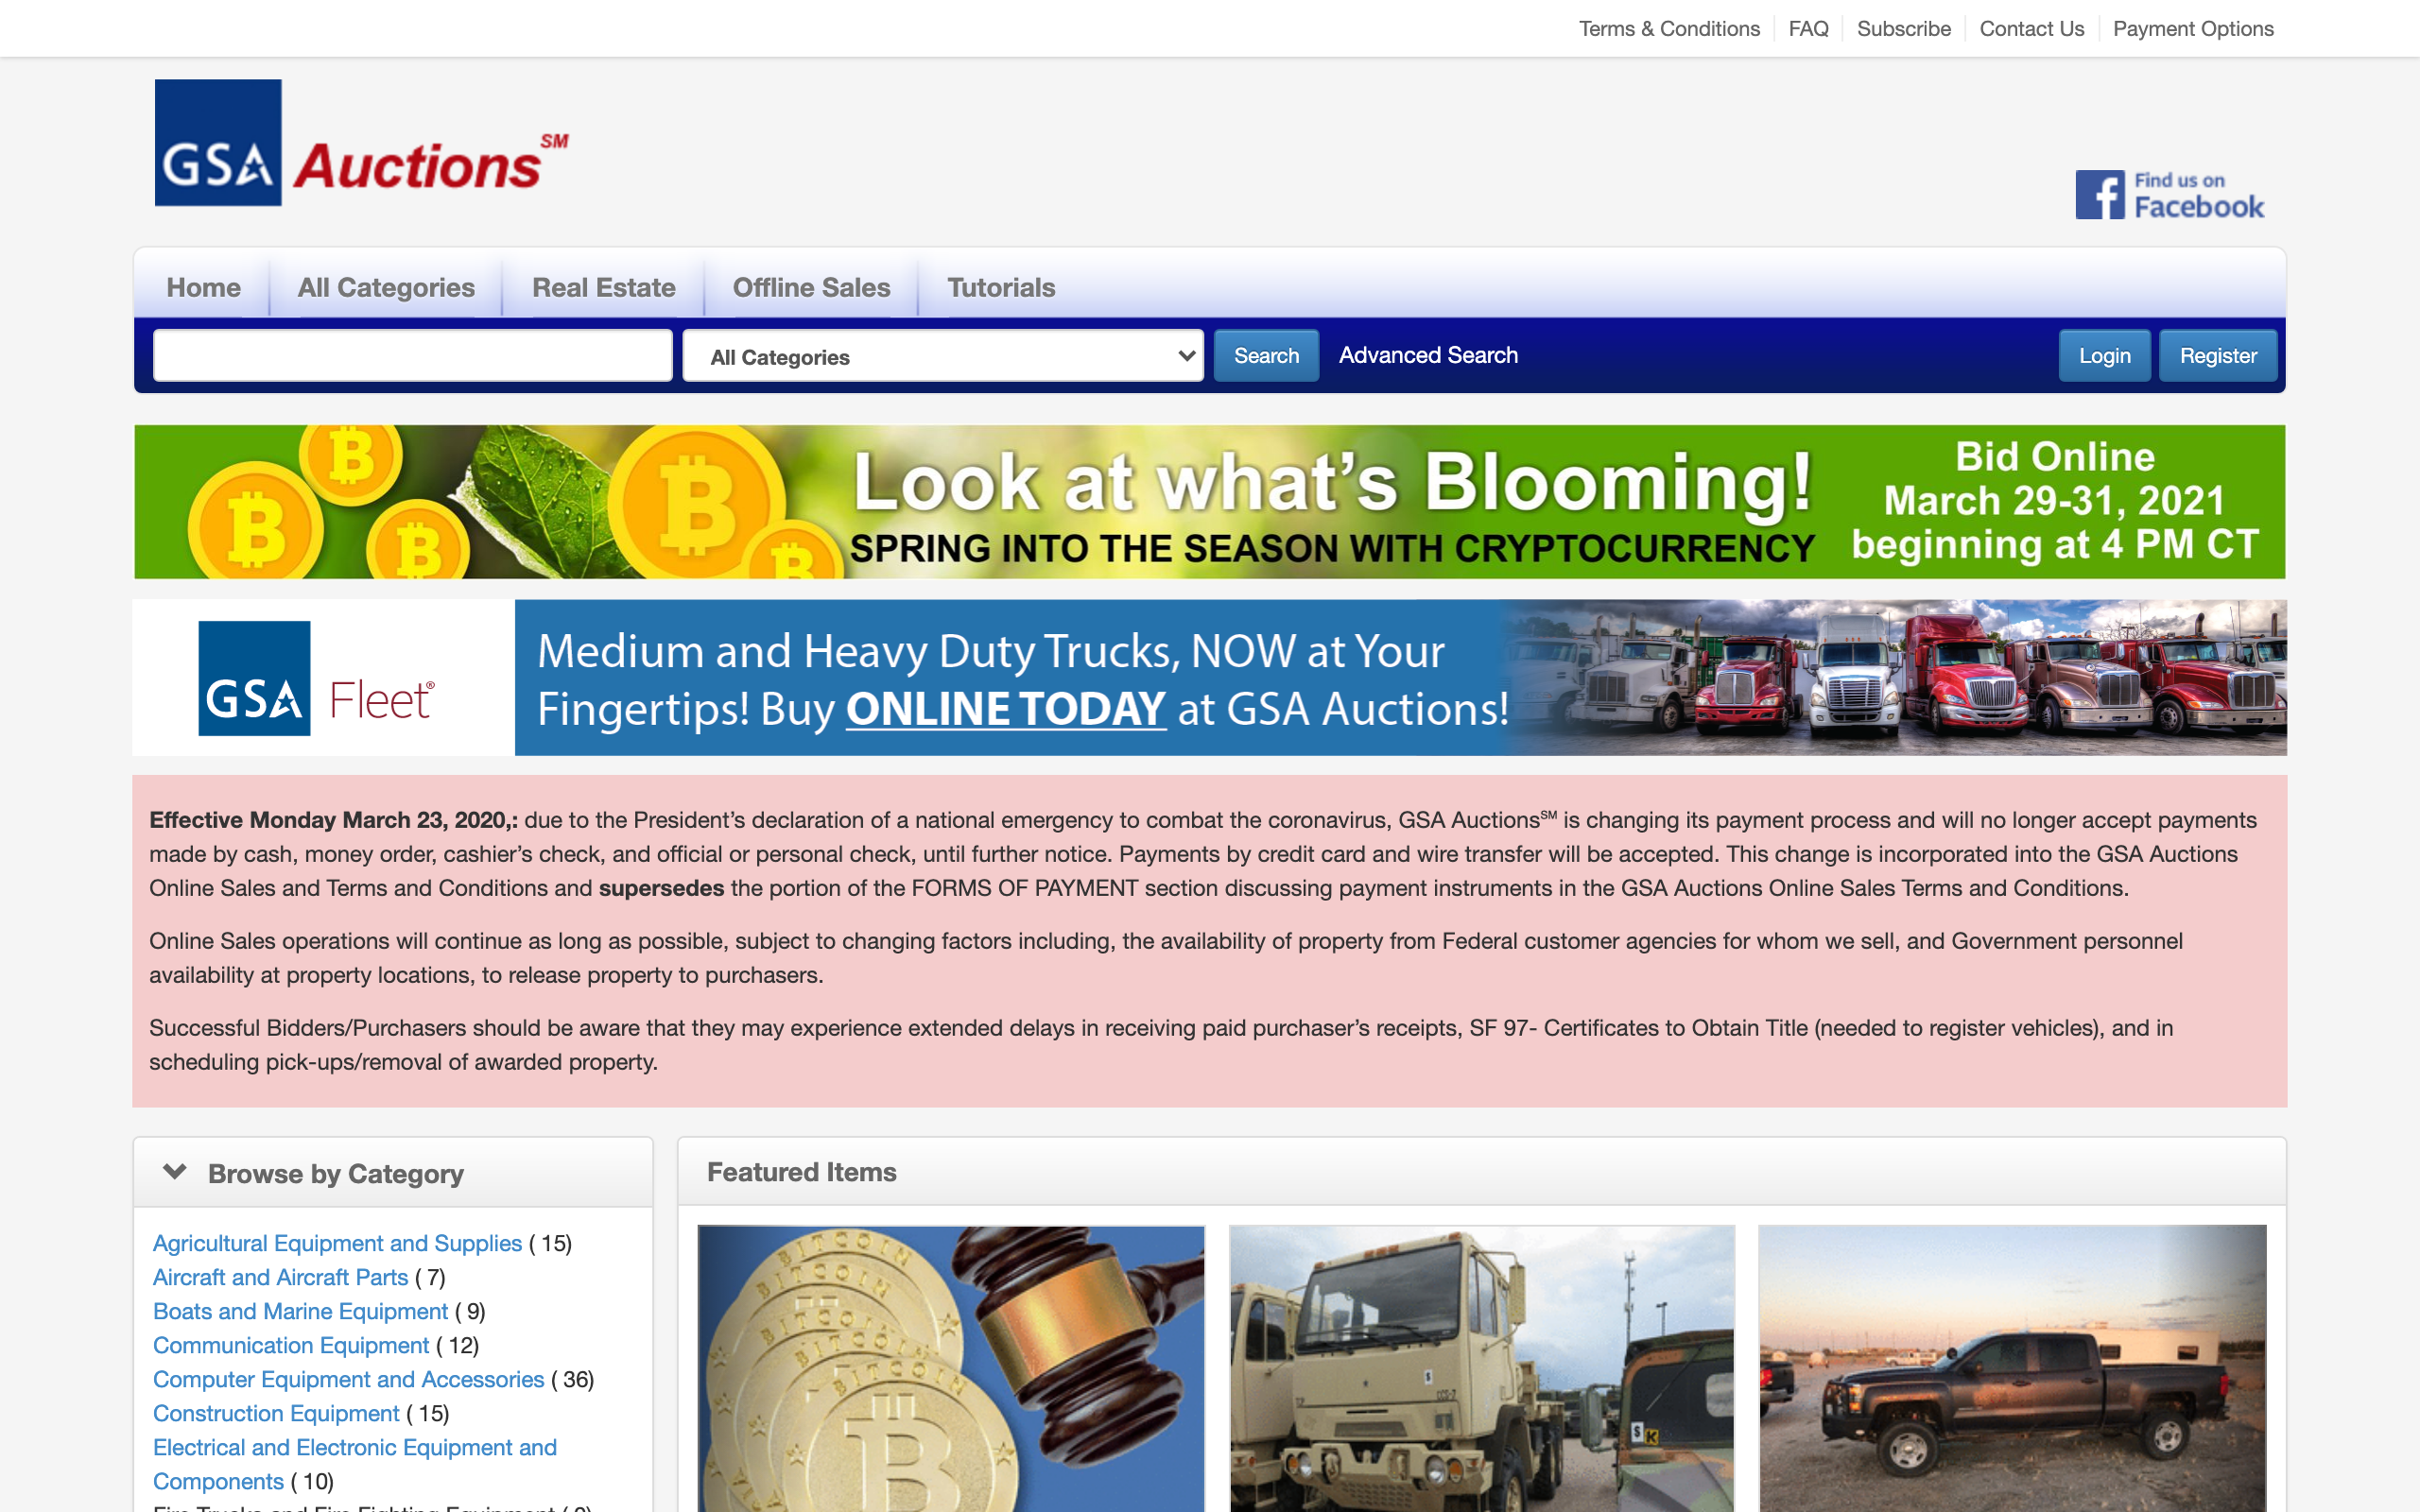 Terms & Conditions
FAQ
Subscribe
Contact Us
Payment Options
GSA Auctions SM
Find us on
Facebook
Home
All Categories
Real Estate
Offline Sales
Tutorials
All Categories
Search
Advanced Search
Login
Register
Look at what's Blooming!
SPRING INTO THE SEASON WITH CRYPTOCURRENCY
Bid Online
March 29-31, 2021
beginning at 4 PM CT
GSA Fleet®
Medium and Heavy Duty Trucks, NOW at Your
Fingertips! Buy ONLINE TODAY at GSA Auctions!
Effective Monday March 23, 2020,: due to the President's declaration of a national emergency to combat the coronavirus, GSA Auctions℠ is changing its payment process and will no longer accept payments
made by cash, money order, cashier's check, and official or personal check, until further notice. Payments by credit card and wire transfer will be accepted. This change is incorporated into the GSA Auctions
Online Sales and Terms and Conditions and supersedes the portion of the FORMS OF PAYMENT section discussing payment instruments in the GSA Auctions Online Sales Terms and Conditions.
Online Sales operations will continue as long as possible, subject to changing factors including, the availability of property from Federal customer agencies for whom we sell, and Government personnel
availability at property locations, to release property to purchasers.
Successful Bidders/Purchasers should be aware that they may experience extended delays in receiving paid purchaser's receipts, SF 97- Certificates to Obtain Title (needed to register vehicles), and in
scheduling pick-ups/removal of awarded property.
Browse by Category
Agricultural Equipment and Supplies ( 15)
Aircraft and Aircraft Parts ( 7)
Boats and Marine Equipment ( 9)
Communication Equipment ( 12)
Computer Equipment and Accessories ( 36)
Construction Equipment ( 15)
Electrical and Electronic Equipment and
Components ( 10)
Featured Items
BITCOIN
BITCOIN
BITCOIN
BITCOIN